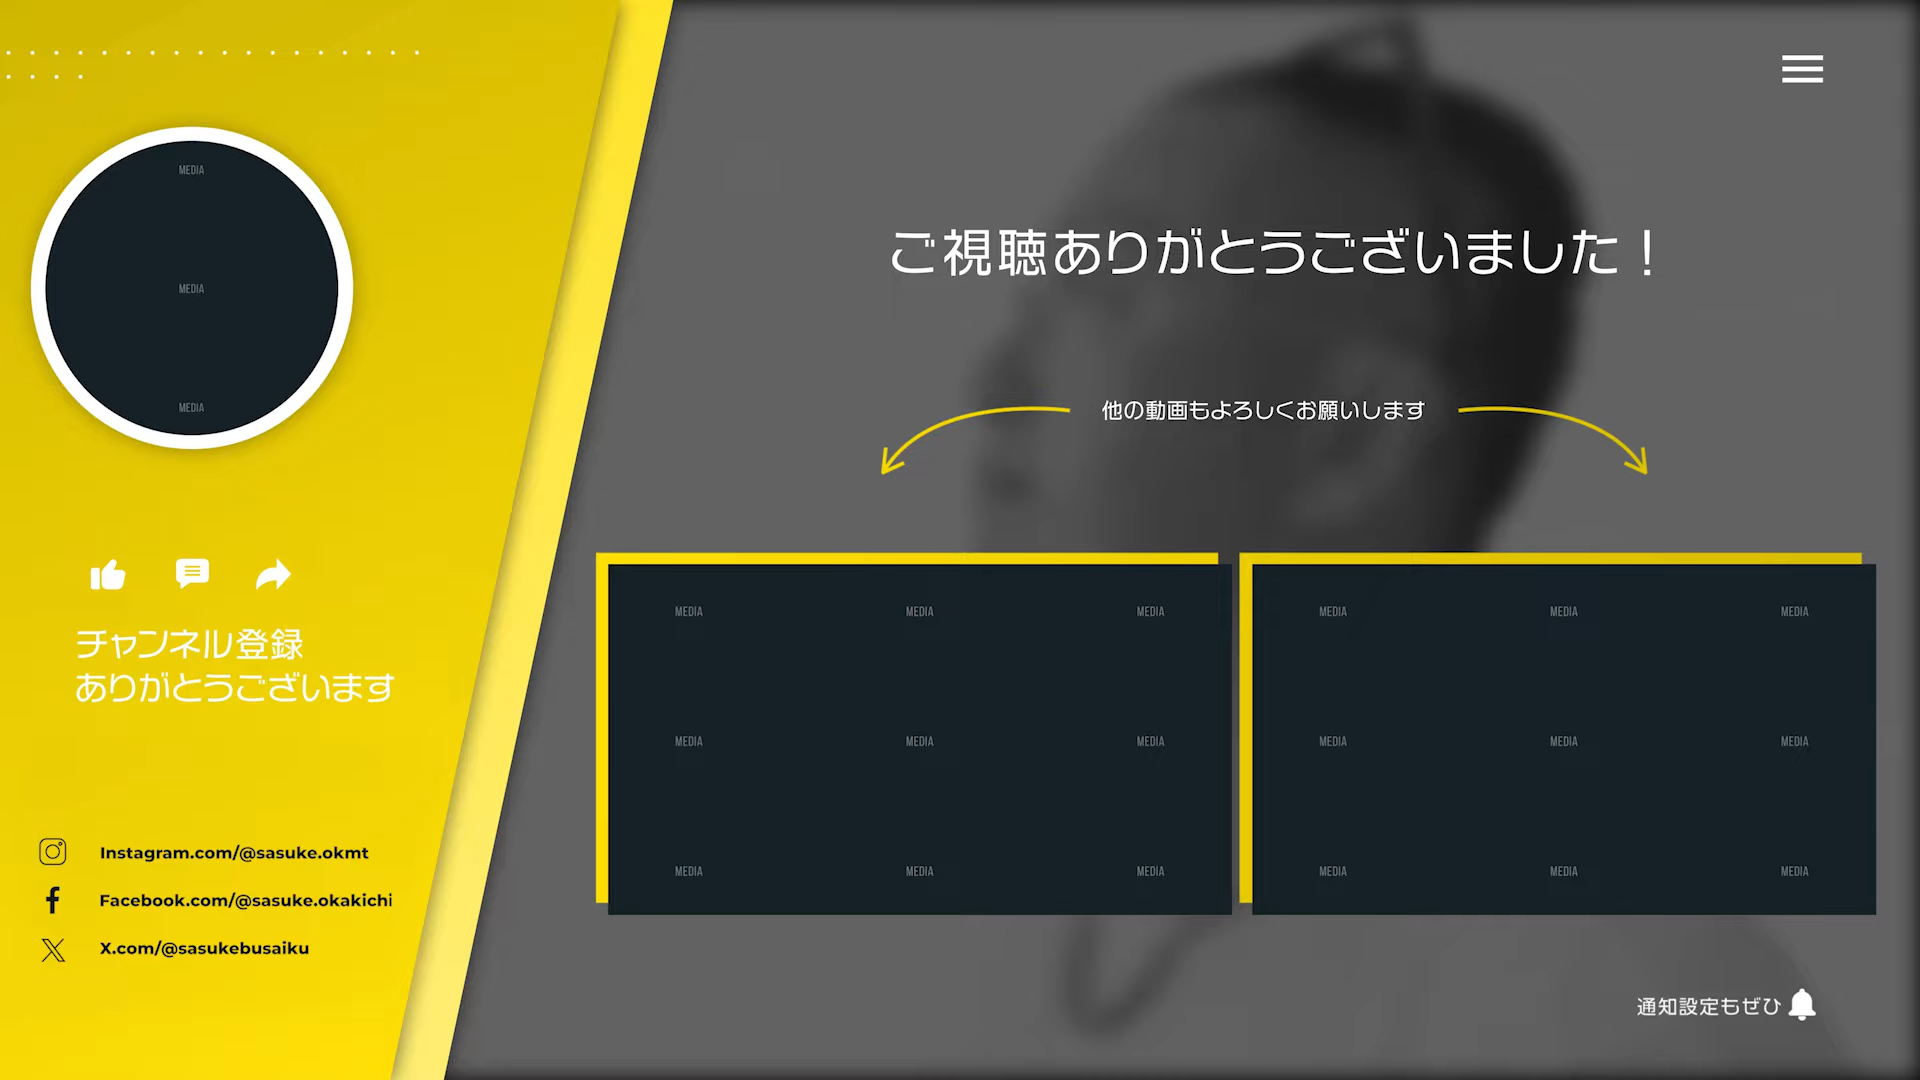 MEDIA
MEDIA
MEDIA
チャンネル登録
ありがとうございます
Instagram.com/@sasuke.okmt
Facebook.com/@sasuke.okakichi
X.com/@sasukebusaiku
ご視聴ありがとうございました！
他の動画もよろしくお願いします
MEDIA MEDIA MEDIA
MEDIA MEDIA MEDIA
MEDIA MEDIA MEDIA
MEDIA MEDIA MEDIA
MEDIA MEDIA MEDIA
MEDIA MEDIA MEDIA
通知設定もぜひ